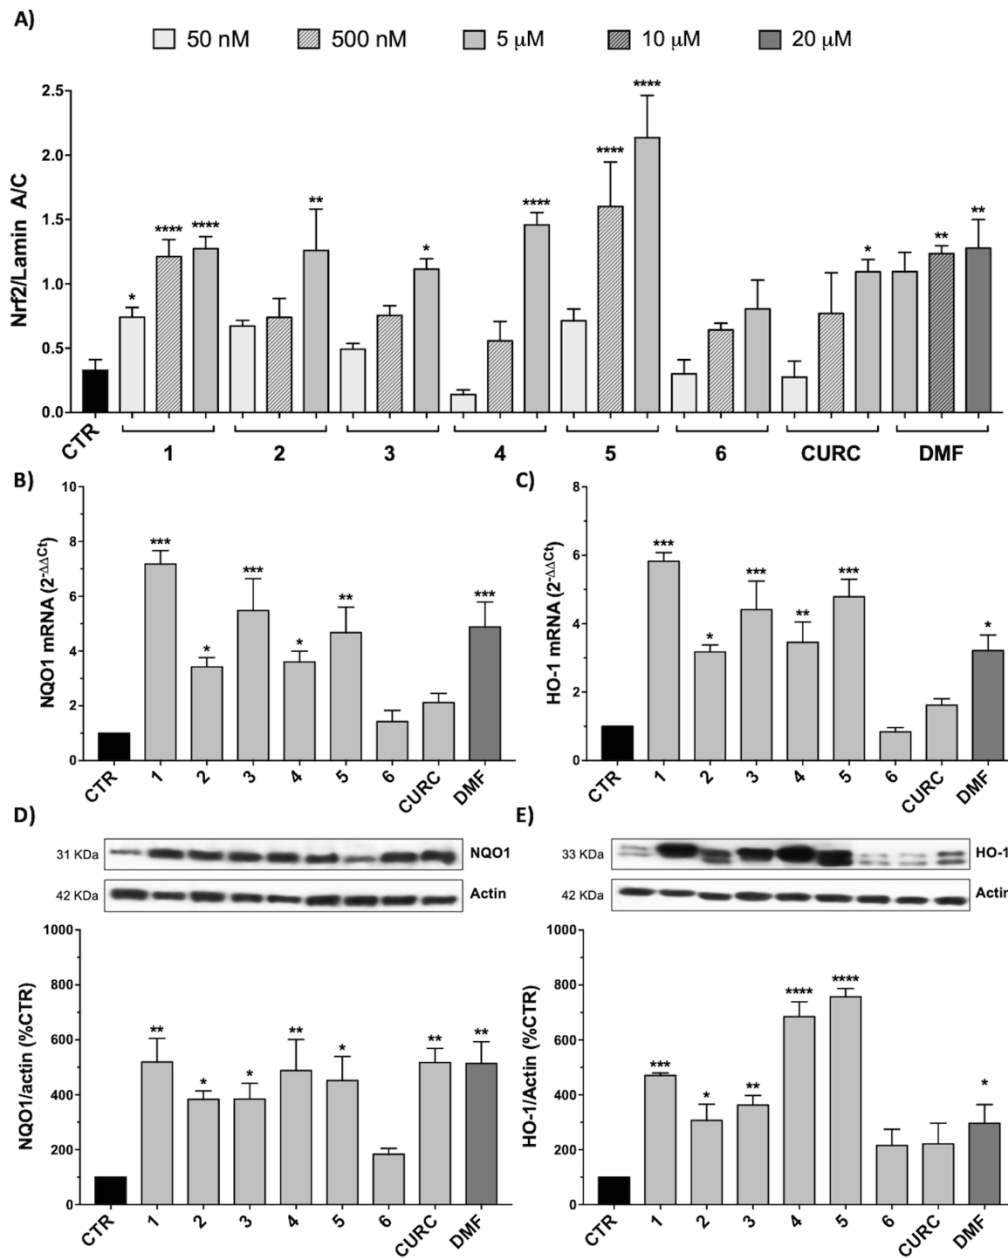 A)
50 nM 500 nM 5 μM 10 μM 20 μM
Nrf2/Lamin A/C
2.5
2.0
1.5
1.0
0.5
0.0
* **** **** ** * **** **** **** * ** **
CTR 1 2 3 4 5 6 CURC DMF
B)
NQO1 mRNA (2-ΔΔCt)
10
8
6
4
2
0
*** * *** * ** ***
CTR 1 2 3 4 5 6 CURC DMF
C)
HO-1 mRNA (2-ΔΔCt)
8
6
4
2
0
*** * *** ** *** *
CTR 1 2 3 4 5 6 CURC DMF
D)
31 KDa NQO1
42 KDa Actin
NQO1/actin (%CTR)
1000
800
600
400
200
0
** * * ** * ** **
CTR 1 2 3 4 5 6 CURC DMF
E)
33 KDa HO-1
42 KDa Actin
HO-1/Actin (%CTR)
1000
800
600
400
200
0
*** * ** **** **** *
CTR 1 2 3 4 5 6 CURC DMF